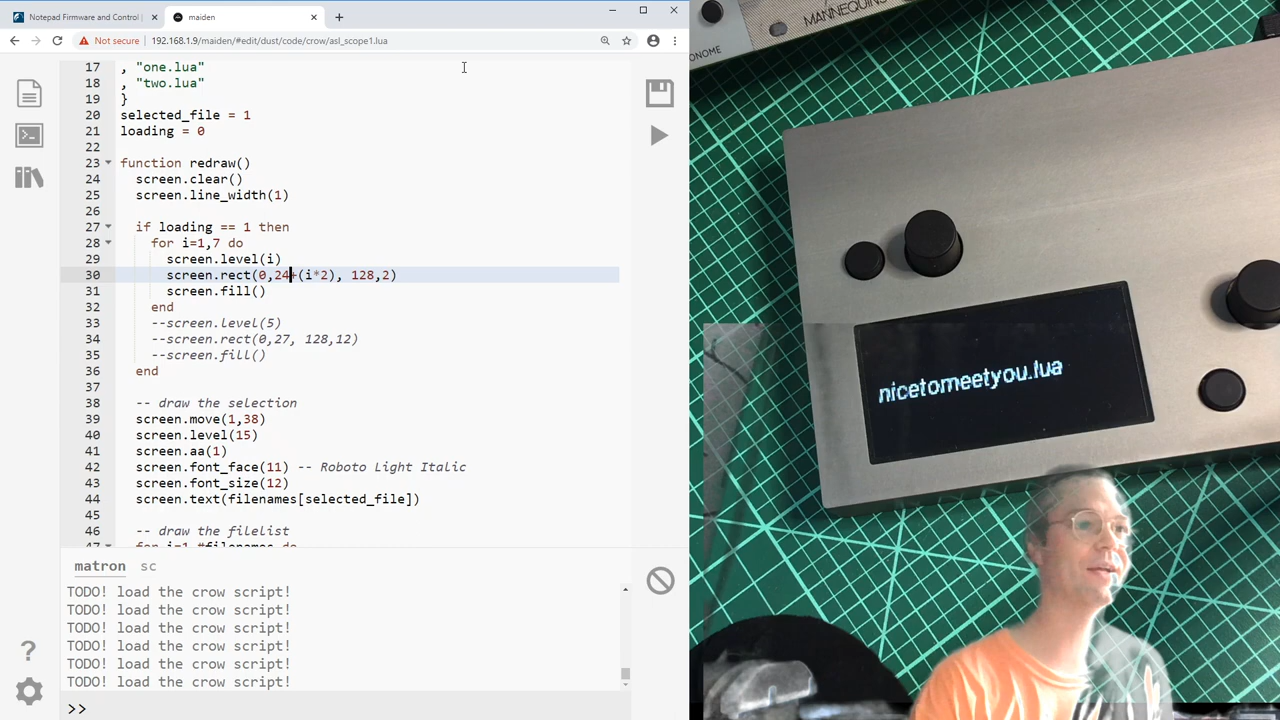 Notepad Firmware and Control |
maiden
Not secure
192.168.1.9/maiden/#edit/dust/code/crow/asl_scope1.lua
17 , "one.lua"
18 , "two.lua"
19 }
20 selected_file = 1
21 loading = 0
22
23 function redraw()
24 screen.clear()
25 screen.line_width(1)
26
27 if loading == 1 then
28 for i=1,7 do
29 screen.level(i)
30 screen.rect(0,24+(i*2), 128,2)
31 screen.fill()
32 end
33 --screen.level(5)
34 --screen.rect(0,27, 128,12)
35 --screen.fill()
36 end
37
38 -- draw the selection
39 screen.move(1,38)
40 screen.level(15)
41 screen.aa(1)
42 screen.font_face(11) -- Roboto Light Italic
43 screen.font_size(12)
44 screen.text(filenames[selected_file])
45
46 -- draw the filelist
47 for i=1,#filenames do
matron sc
TODO! load the crow script!
TODO! load the crow script!
TODO! load the crow script!
TODO! load the crow script!
TODO! load the crow script!
TODO! load the crow script!
>>
?
MANNEQUINS
ONOME
nicetomeetyou.lua